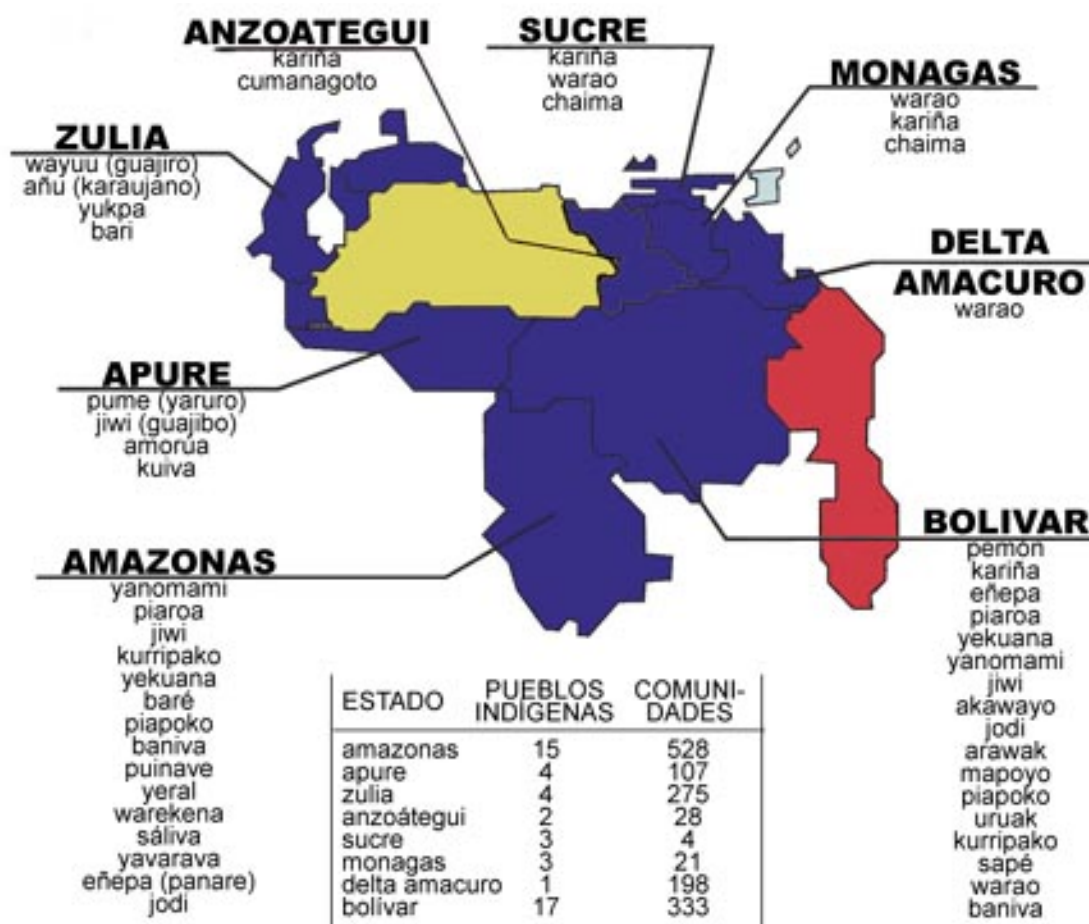 ANZOATEGUI
kariña
cumanagoto
SUCRE
kariña
warao
chaima
MONAGAS
warao
kariña
chaima
ZULIA
wayuu (guajiro)
añu (karaujano)
yukpa
bari
DELTA
AMACURO
warao
APURE
pume (yaruro)
jiwi (guajibo)
amorúa
kuiva
AMAZONAS
yanomami
piaroa
jiwi
kurripako
yekuana
baré
piapoko
baniva
puinave
yeral
warekena
sáliva
yavarava
eñepa (panare)
jodi
BOLIVAR
pemón
kariña
eñepa
piaroa
yekuana
yanomami
jiwi
akawayo
jodi
arawak
mapoyo
piapoko
uruak
kurripako
sapé
warao
baniva
ESTADO PUEBLOS INDÍGENAS COMUNI-DADES
amazonas 15 528
apure 4 107
zulia 4 275
anzoátegui 2 28
sucre 3 4
monagas 3 21
delta amacuro 1 198
bolívar 17 333